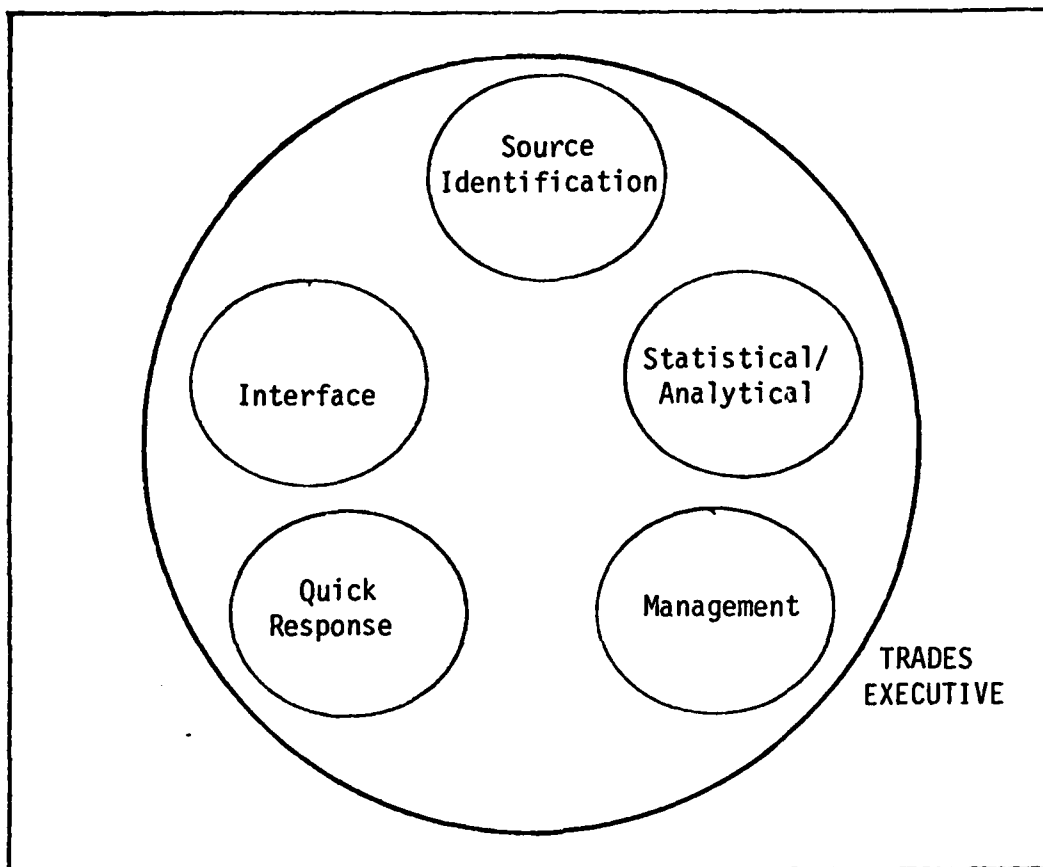 Source
Identification
Interface
Statistical/
Analytical
Quick
Response
Management
TRADES
EXECUTIVE